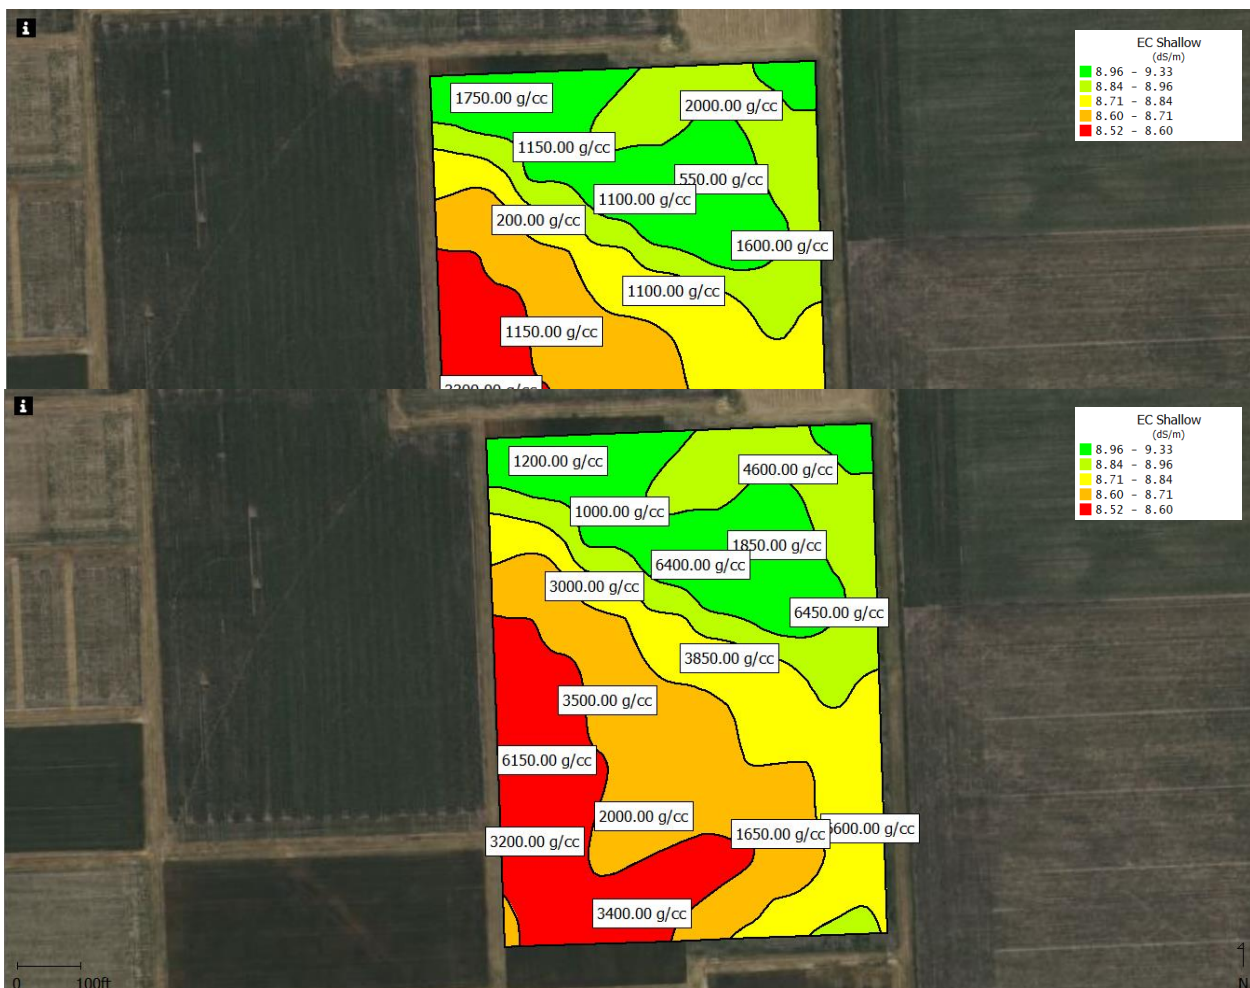 i
EC Shallow
(dS/m)
8.96 - 9.33
8.84 - 8.96
8.71 - 8.84
8.60 - 8.71
8.52 - 8.60
1750.00 g/cc
2000.00 g/cc
1150.00 g/cc
550.00 g/cc
1100.00 g/cc
200.00 g/cc
1600.00 g/cc
1100.00 g/cc
1150.00 g/cc
i
EC Shallow
(dS/m)
8.96 - 9.33
8.84 - 8.96
8.71 - 8.84
8.60 - 8.71
8.52 - 8.60
1200.00 g/cc
4600.00 g/cc
1000.00 g/cc
1850.00 g/cc
6400.00 g/cc
3000.00 g/cc
6450.00 g/cc
3850.00 g/cc
3500.00 g/cc
6150.00 g/cc
2000.00 g/cc
1650.00 g/cc
3200.00 g/cc
3400.00 g/cc
0 100ft
N